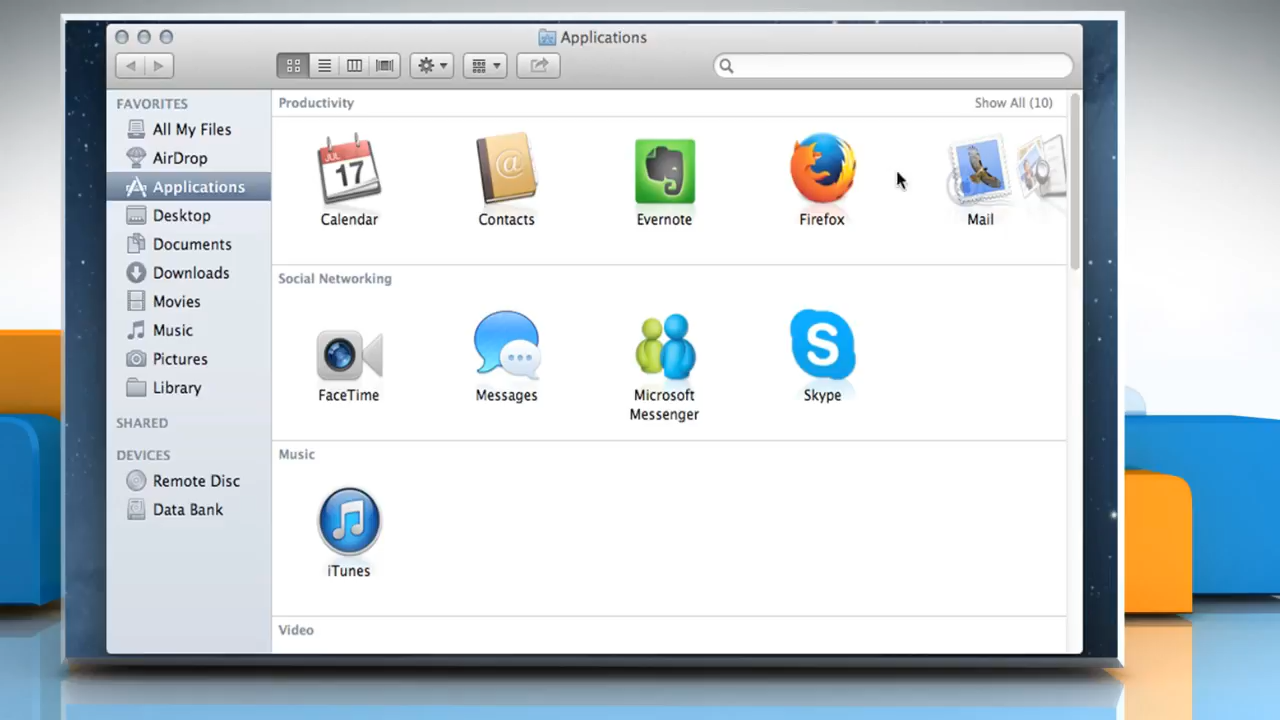 Applications
FAVORITES
All My Files
AirDrop
Applications
Desktop
Documents
Downloads
Movies
Music
Pictures
Library
SHARED
DEVICES
Remote Disc
Data Bank
Productivity
Show All (10)
JUL
17
@
Calendar
Contacts
Evernote
Firefox
Mail
Social Networking
S
FaceTime
Messages
Microsoft
Messenger
Skype
Music
iTunes
Video